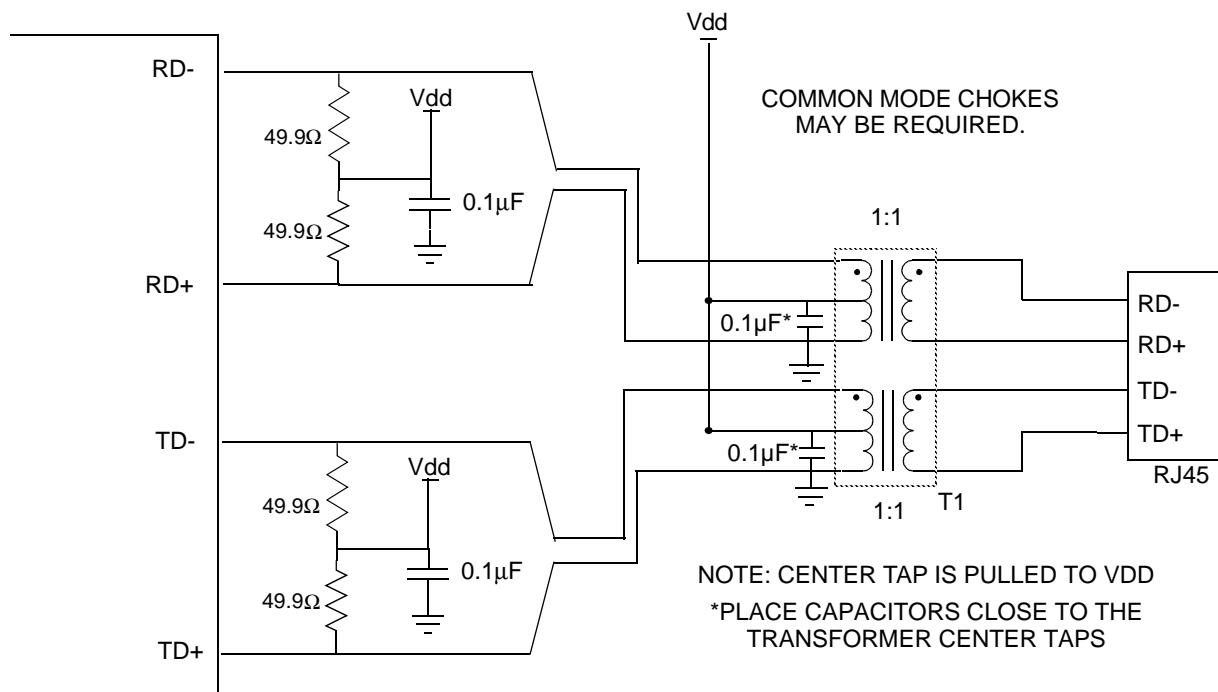 Vdd
RD-
COMMON MODE CHOKES
MAY BE REQUIRED.
Vdd
49.9Ω
0.1µF
49.9Ω
1:1
RD+
0.1µF*
RD-
RD+
TD-
TD+
RJ45
TD-
0.1µF*
Vdd
49.9Ω
1:1
T1
0.1µF
49.9Ω
NOTE: CENTER TAP IS PULLED TO VDD
*PLACE CAPACITORS CLOSE TO THE
TRANSFORMER CENTER TAPS
TD+